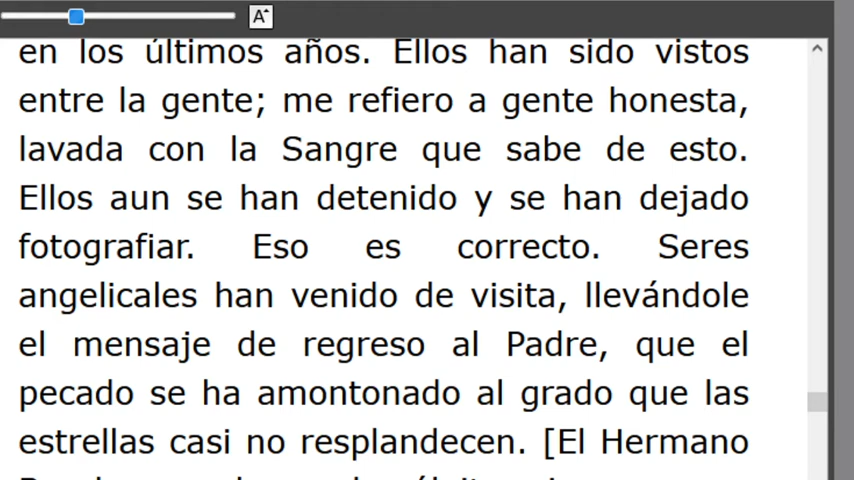 A
en los últimos años. Ellos han sido vistos
entre la gente; me refiero a gente honesta,
lavada con la Sangre que sabe de esto.
Ellos aun se han detenido y se han dejado
fotografiar. Eso es correcto. Seres
angelicales han venido de visita, llevándole
el mensaje de regreso al Padre, que el
pecado se ha amontonado al grado que las
estrellas casi no resplandecen. [El Hermano